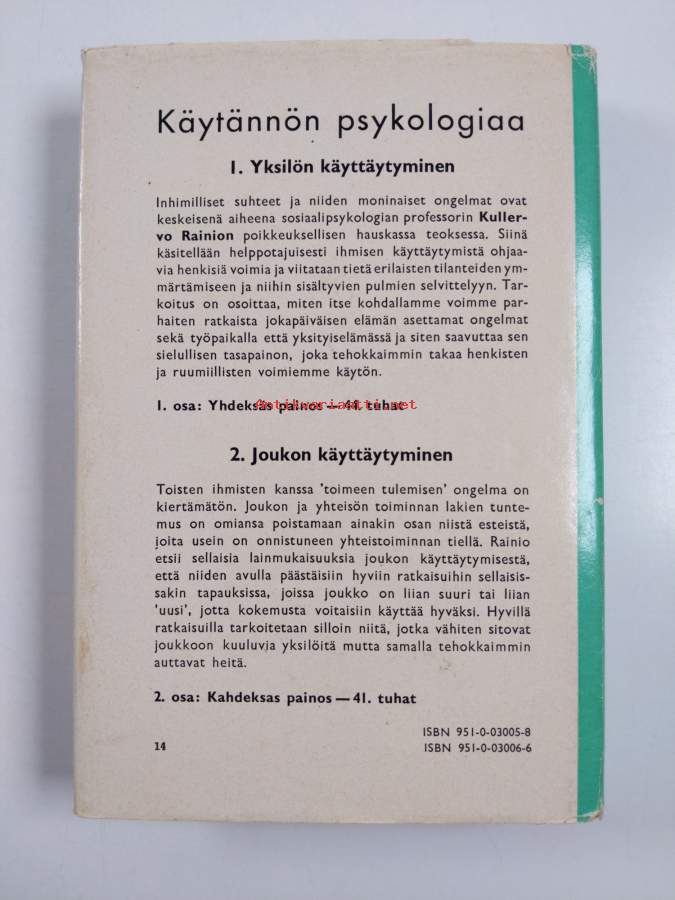 Käytännön psykologiaa
1. Yksilön käyttäytyminen
Inhimilliset suhteet ja niiden moninaiset ongelmat ovat
keskeisenä aiheena sosiaalipsykologian professorin Kuller-
vo Rainion poikkeuksellisen hauskassa teoksessa. Siinä
käsitellään helppotajuisesti ihmisen käyttäytymistä ohjaa-
via henkisiä voimia ja viitataan tietä erilaisten tilanteiden ym-
märtämiseen ja niihin sisältyvien pulmien selvittelyyn. Tar-
koitus on osoittaa, miten itse kohdallamme voimme par-
haiten ratkaista jokapäiväisen elämän asettamat ongelmat
sekä työpaikalla että yksityiselämässä ja siten saavuttaa sen
sielullisen tasapainon, joka tehokkaimmin takaa henkisten
ja ruumiillisten voimiemme käytön.
1. osa: Yhdeksäs painos — 44. tuhat
Antikvariaatti.net
2. Joukon käyttäytyminen
Toisten ihmisten kanssa 'toimeen tulemisen' ongelma on
kiertämätön. Joukon ja yhteisön toiminnan lakien tunte-
mus on omiansa poistamaan ainakin osan niistä esteistä,
joita usein on onnistuneen yhteistoiminnan tiellä. Rainio
etsii sellaisia lainmukaisuuksia joukon käyttäytymisestä,
että niiden avulla päästäisiin hyviin ratkaisuihin sellaisis-
sakin tapauksissa, joissa joukko on liian suuri tai liian
'uusi', jotta kokemusta voitaisiin käyttää hyväksi. Hyvillä
ratkaisuilla tarkoitetaan silloin niitä, jotka vähiten sitovat
joukkoon kuuluvia yksilöitä mutta samalla tehokkaimmin
auttavat heitä.
2. osa: Kahdeksas painos — 41. tuhat
ISBN 951-0-03005-8
14 ISBN 951-0-03006-6